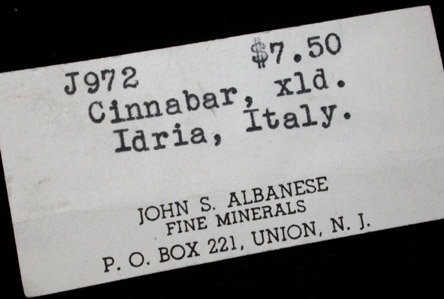 J972 $7.50
Cinnabar, xld.
Idria, Italy.
JOHN S. ALBANESE
FINE MINERALS
P. O. BOX 221, UNION, N. J.